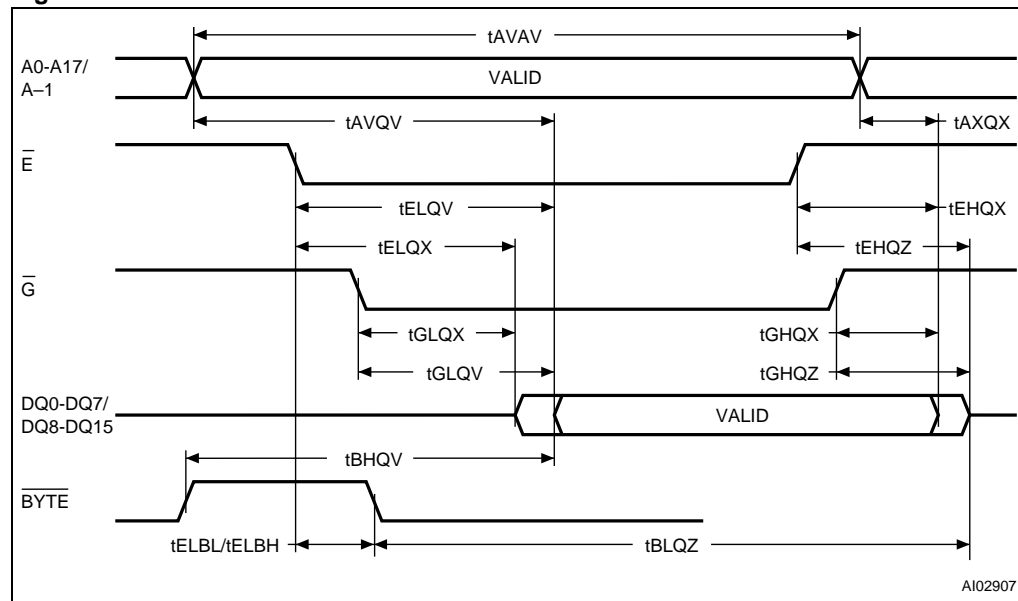 tAVAV
A0-A17/
A–1
VALID
tAVQV
tAXQX
E
tELQV
tEHQX
tELQX
tEHQZ
G
tGLQX
tGHQX
tGLQV
tGHQZ
DQ0-DQ7/
DQ8-DQ15
VALID
tBHQV
BYTE
tELBL/tELBH
tBLQZ
AI02907